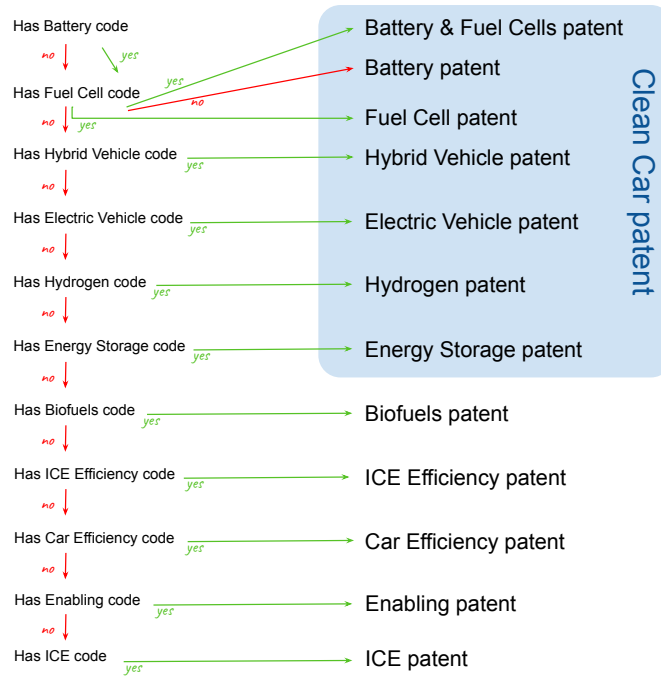 Has Battery code
Battery & Fuel Cells patent
no
yes
yes
Battery patent
Has Fuel Cell code
no
no
yes
Fuel Cell patent
Has Hybrid Vehicle code
yes
Hybrid Vehicle patent
no
Has Electric Vehicle code
yes
Electric Vehicle patent
no
Has Hydrogen code
yes
Hydrogen patent
no
Has Energy Storage code
yes
Energy Storage patent
no
Clean Car patent
Has Biofuels code
yes
Biofuels patent
no
Has ICE Efficiency code
yes
ICE Efficiency patent
no
Has Car Efficiency code
yes
Car Efficiency patent
no
Has Enabling code
yes
Enabling patent
no
Has ICE code
yes
ICE patent